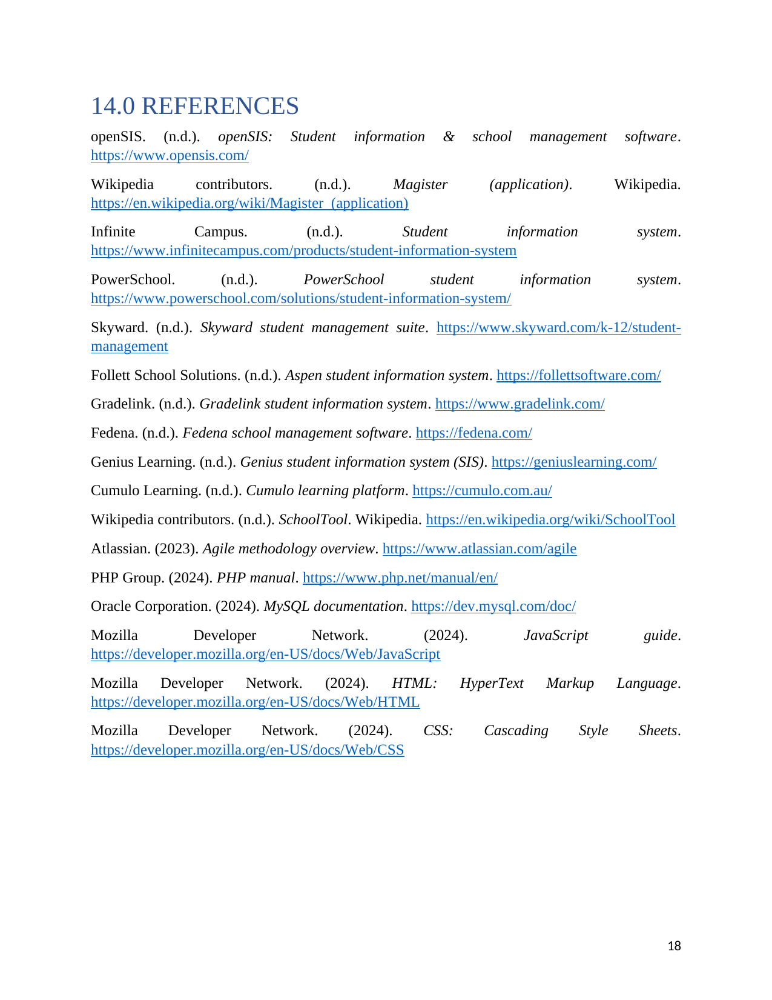 14.0 REFERENCES
openSIS. (n.d.). openSIS: Student information & school management software.
https://www.opensis.com/
Wikipedia contributors. (n.d.). Magister (application). Wikipedia.
https://en.wikipedia.org/wiki/Magister_(application)
Infinite Campus. (n.d.). Student information system.
https://www.infinitecampus.com/products/student-information-system
PowerSchool. (n.d.). PowerSchool student information system.
https://www.powerschool.com/solutions/student-information-system/
Skyward. (n.d.). Skyward student management suite. https://www.skyward.com/k-12/student-
management
Follett School Solutions. (n.d.). Aspen student information system. https://follettsoftware.com/
Gradelink. (n.d.). Gradelink student information system. https://www.gradelink.com/
Fedena. (n.d.). Fedena school management software. https://fedena.com/
Genius Learning. (n.d.). Genius student information system (SIS). https://geniuslearning.com/
Cumulo Learning. (n.d.). Cumulo learning platform. https://cumulo.com.au/
Wikipedia contributors. (n.d.). SchoolTool. Wikipedia. https://en.wikipedia.org/wiki/SchoolTool
Atlassian. (2023). Agile methodology overview. https://www.atlassian.com/agile
PHP Group. (2024). PHP manual. https://www.php.net/manual/en/
Oracle Corporation. (2024). MySQL documentation. https://dev.mysql.com/doc/
Mozilla Developer Network. (2024). JavaScript guide.
https://developer.mozilla.org/en-US/docs/Web/JavaScript
Mozilla Developer Network. (2024). HTML: HyperText Markup Language.
https://developer.mozilla.org/en-US/docs/Web/HTML
Mozilla Developer Network. (2024). CSS: Cascading Style Sheets.
https://developer.mozilla.org/en-US/docs/Web/CSS
18